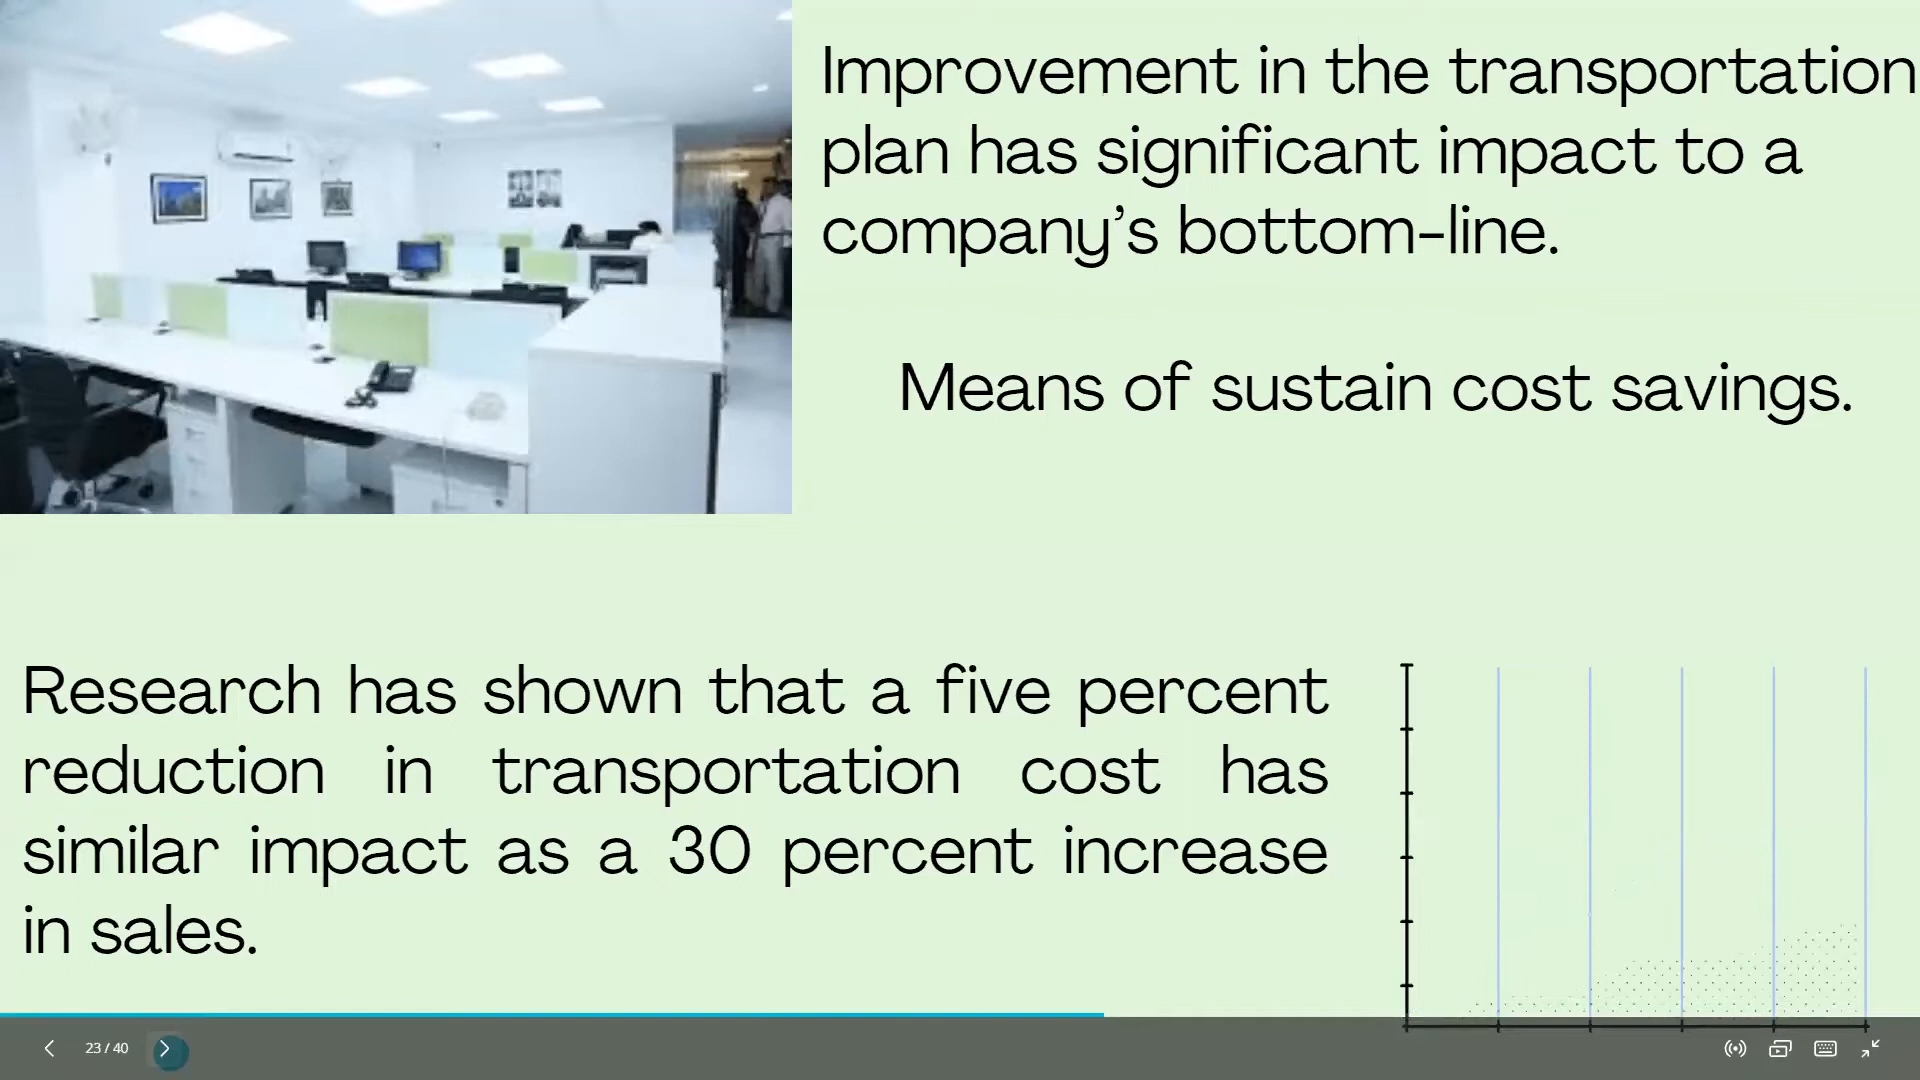 Improvement in the transportation
plan has significant impact to a
company's bottom-line.
Means of sustain cost savings.
Research has shown that a five percent
reduction in transportation cost has
similar impact as a 30 percent increase
in sales.
23 / 40